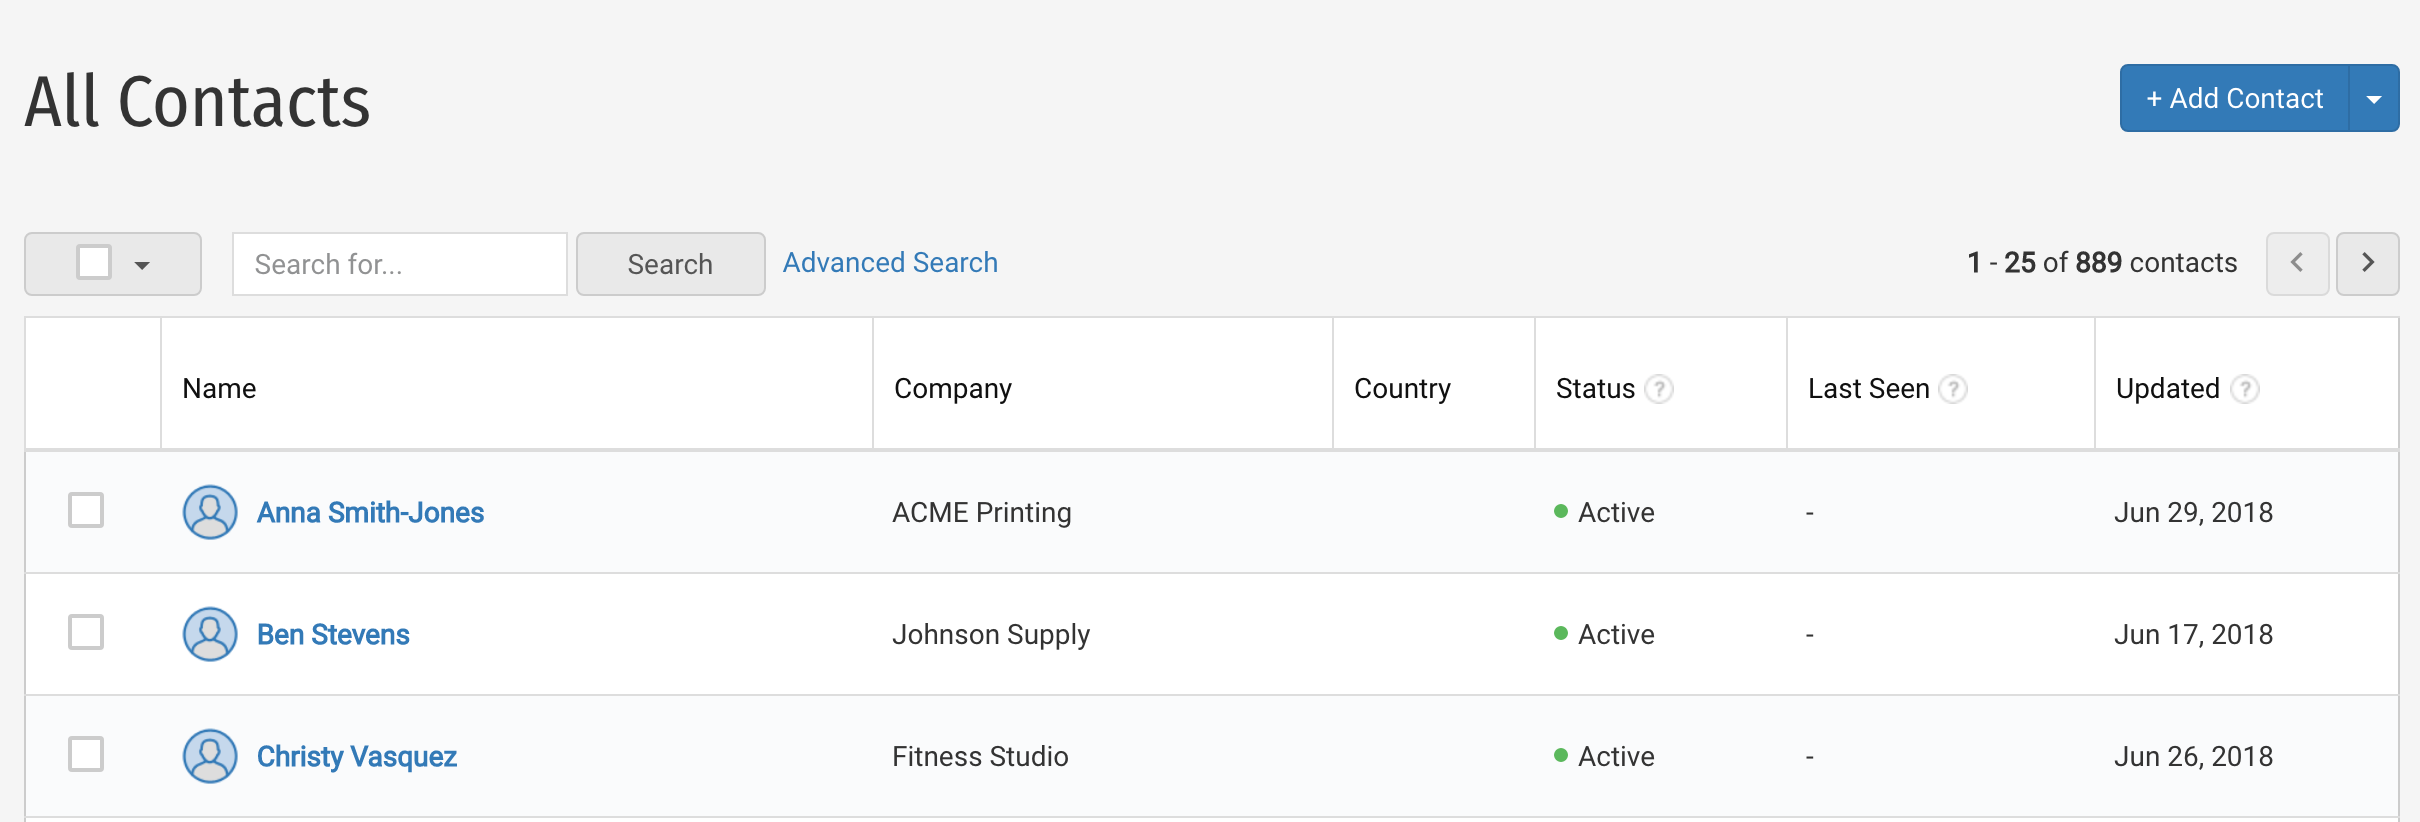 All Contacts
+ Add Contact
Search for...
Search
Advanced Search
1 - 25 of 889 contacts
Name
Company
Country
Status ?
Last Seen ?
Updated ?
Anna Smith-Jones
ACME Printing
Active
-
Jun 29, 2018
Ben Stevens
Johnson Supply
Active
-
Jun 17, 2018
Christy Vasquez
Fitness Studio
Active
-
Jun 26, 2018